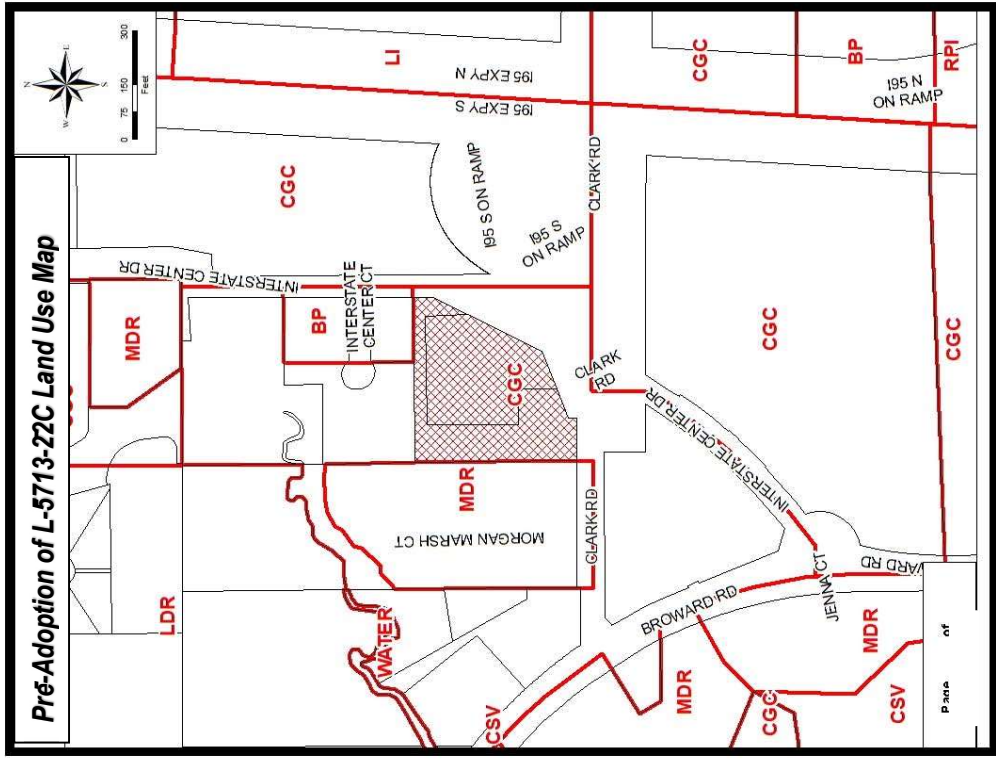 Pre-Adoption of L-5713-22C Land Use Map
N
W
E
S
0 75 150 300
Feet
MDR
LDR
CGC
LI
I95 EXPY S
I95 EXPY N
INTERSTATE CENTER DR
BP
INTERSTATE
CENTER CT
I95 S ON RAMP
I95 S
ON RAMP
WATER
MDR
MORGAN MARSH CT
CGC
CLARK RD
CLARK RD
CLARK
RD
CGC
BP
RPI
I95 N
ON RAMP
CSV
BROWARD RD
INTERSTATE CENTER DR
CGC
MDR
CGC
MDR
CSV
JENNA CT
WARD RD
CGC
Page of